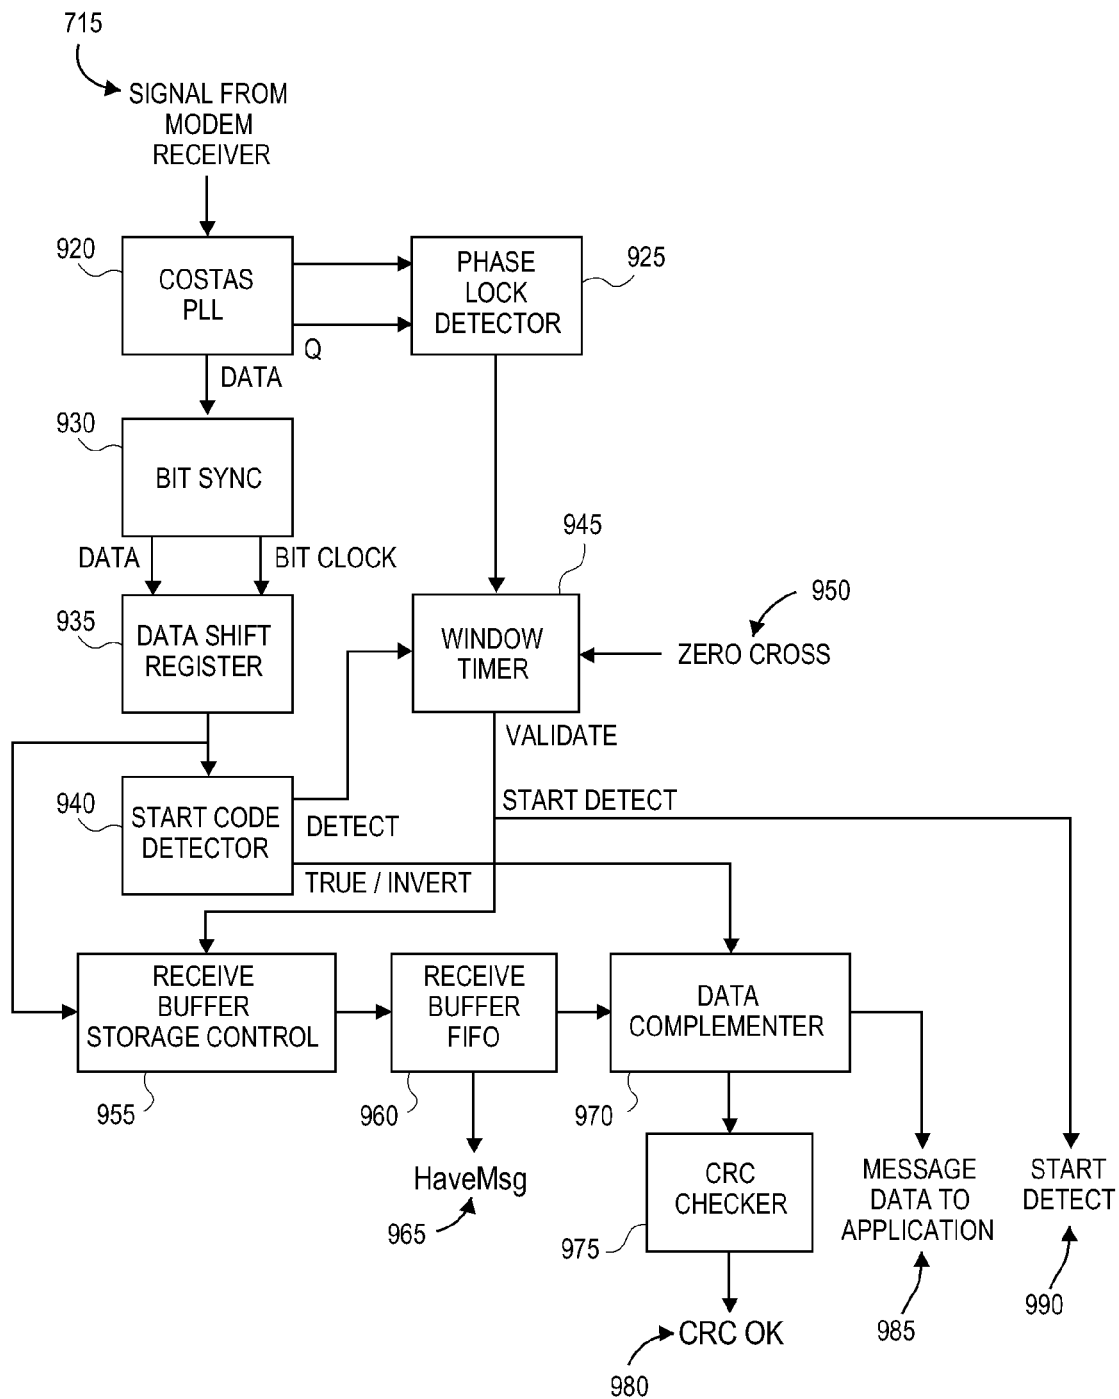 715
SIGNAL FROM
MODEM
RECEIVER
920
COSTAS
PLL
PHASE
LOCK
DETECTOR
925
Q
DATA
930
BIT SYNC
DATA
BIT CLOCK
945
935
DATA SHIFT
REGISTER
WINDOW
TIMER
950
ZERO CROSS
VALIDATE
940
START CODE
DETECTOR
DETECT
START DETECT
TRUE / INVERT
RECEIVE
BUFFER
STORAGE CONTROL
RECEIVE
BUFFER
FIFO
DATA
COMPLEMENTER
955
960
970
HaveMsg
965
CRC
CHECKER
975
MESSAGE
DATA TO
APPLICATION
START
DETECT
985
990
CRC OK
980